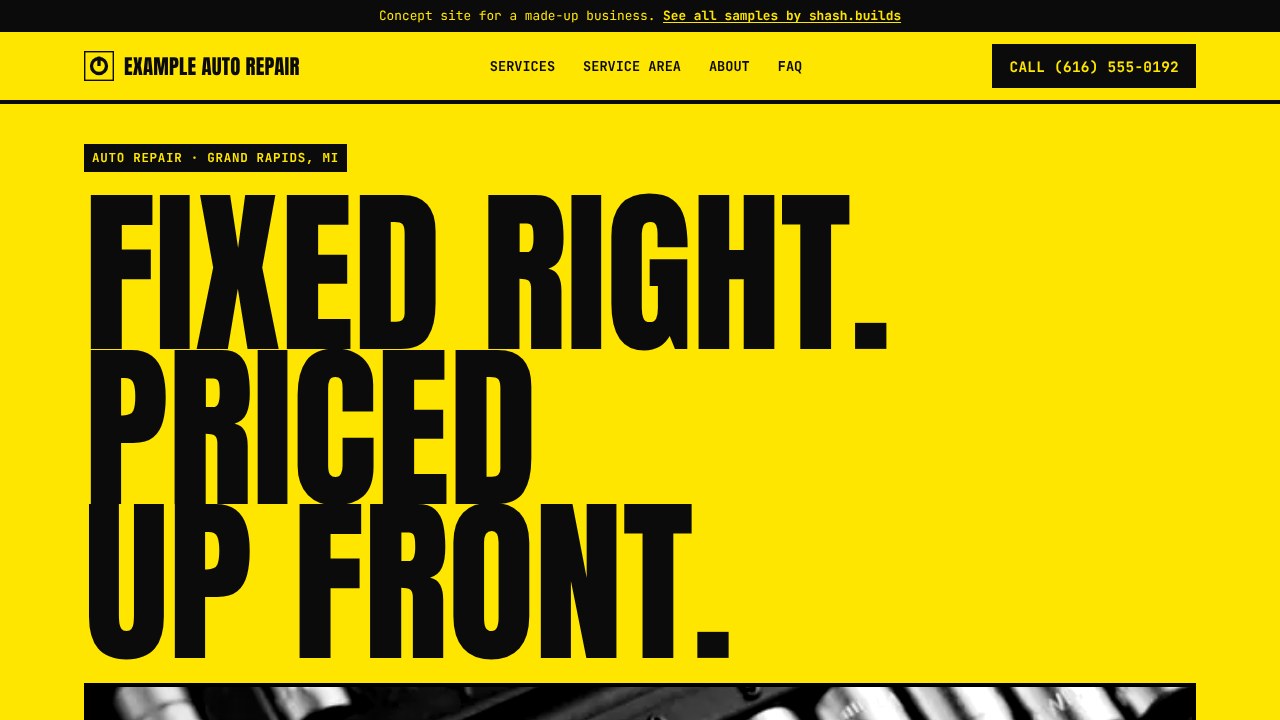 Concept site for a made-up business. See all samples by shash.builds
EXAMPLE AUTO REPAIR
SERVICES
SERVICE AREA
ABOUT
FAQ
CALL (616) 555-0192
AUTO REPAIR · GRAND RAPIDS, MI
FIXED RIGHT.
PRICED
UP FRONT.